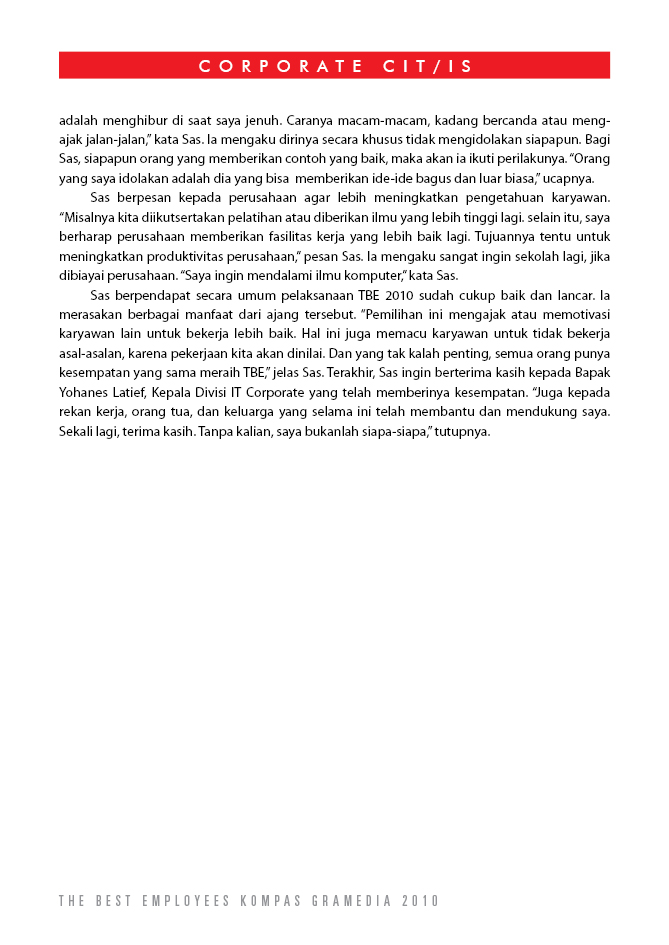 CORPORATE CIT/IS
adalah menghibur di saat saya jenuh. Caranya macam-macam, kadang bercanda atau meng-
ajak jalan-jalan,” kata Sas. Ia mengaku dirinya secara khusus tidak mengidolakan siapapun. Bagi
Sas, siapapun orang yang memberikan contoh yang baik, maka akan ia ikuti perilakunya. “Orang
yang saya idolakan adalah dia yang bisa  memberikan ide-ide bagus dan luar biasa,” ucapnya.
Sas berpesan kepada perusahaan agar lebih meningkatkan pengetahuan karyawan.
“Misalnya kita diikutsertakan pelatihan atau diberikan ilmu yang lebih tinggi lagi. selain itu, saya
berharap perusahaan memberikan fasilitas kerja yang lebih baik lagi. Tujuannya tentu untuk
meningkatkan produktivitas perusahaan,” pesan Sas. Ia mengaku sangat ingin sekolah lagi, jika
dibiayai perusahaan. “Saya ingin mendalami ilmu komputer,” kata Sas.
Sas berpendapat secara umum pelaksanaan TBE 2010 sudah cukup baik dan lancar. Ia
merasakan berbagai manfaat dari ajang tersebut. “Pemilihan ini mengajak atau memotivasi
karyawan lain untuk bekerja lebih baik. Hal ini juga memacu karyawan untuk tidak bekerja
asal-asalan, karena pekerjaan kita akan dinilai. Dan yang tak kalah penting, semua orang punya
kesempatan yang sama meraih TBE,” jelas Sas. Terakhir, Sas ingin berterima kasih kepada Bapak
Yohanes Latief, Kepala Divisi IT Corporate yang telah memberinya kesempatan. “Juga kepada
rekan kerja, orang tua, dan keluarga yang selama ini telah membantu dan mendukung saya.
Sekali lagi, terima kasih. Tanpa kalian, saya bukanlah siapa-siapa,” tutupnya.
THE BEST EMPLOYEES KOMPAS GRAMEDIA 2010